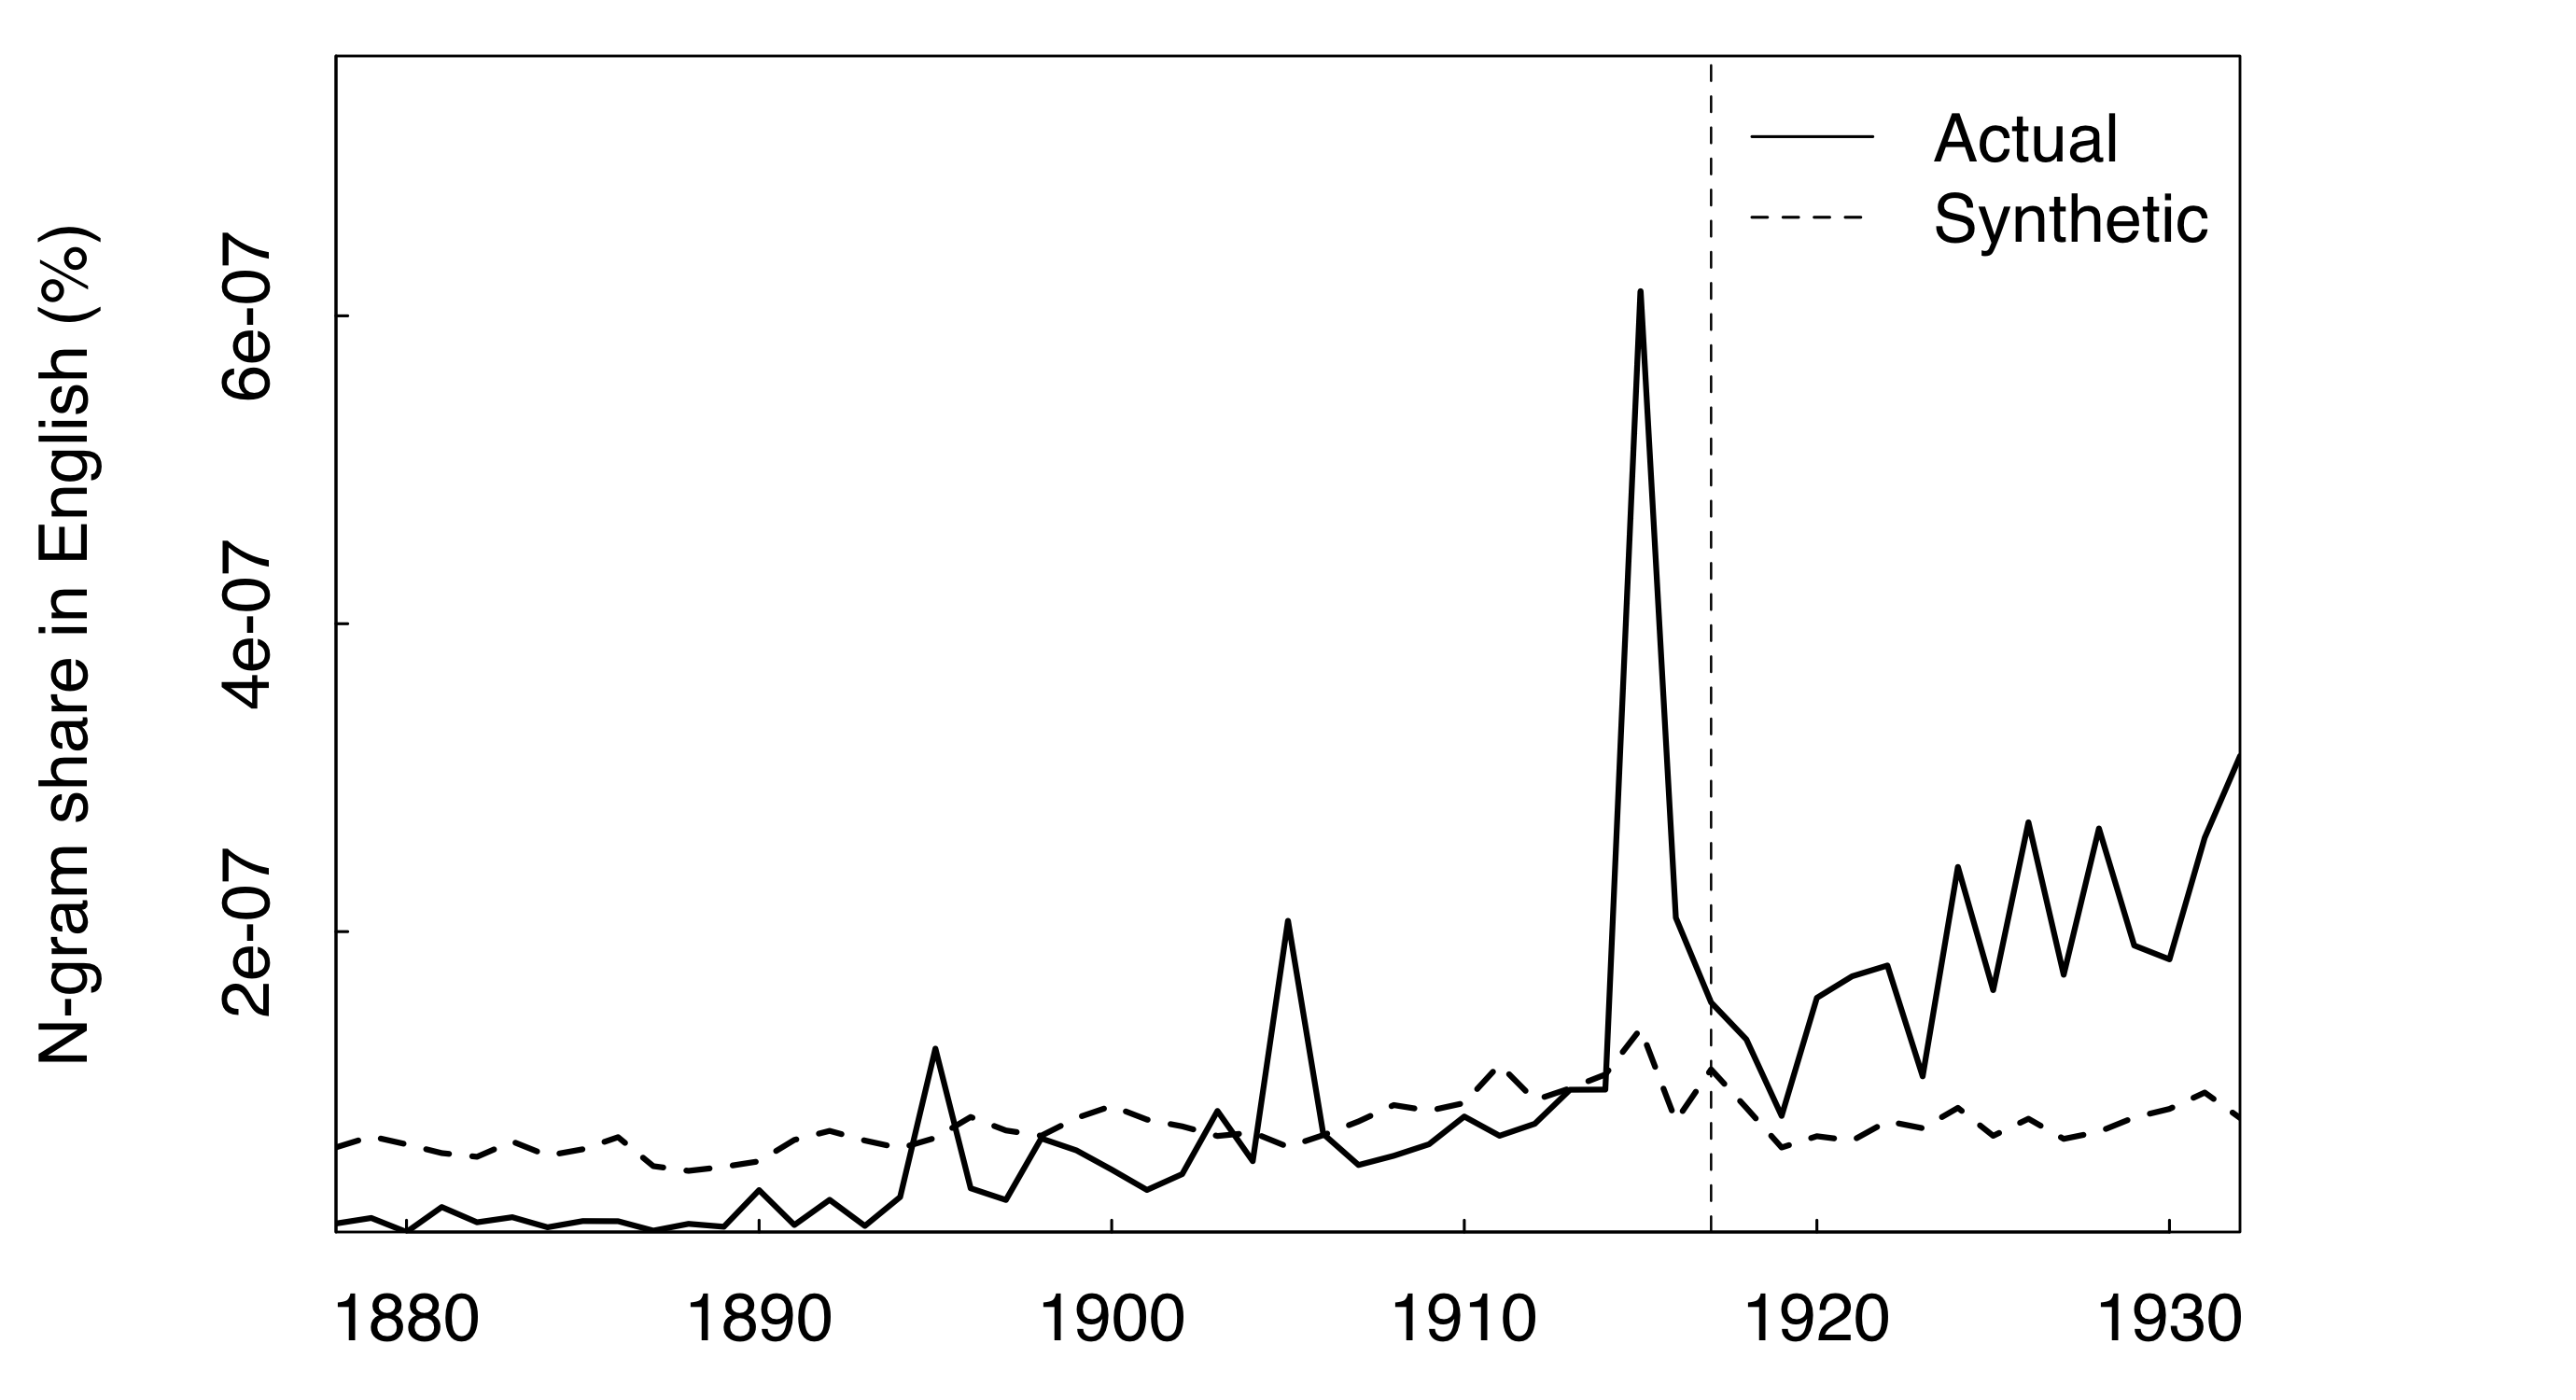 N-gram share in English (%)
6e-07
4e-07
2e-07
Actual
Synthetic
1880 1890 1900 1910 1920 1930